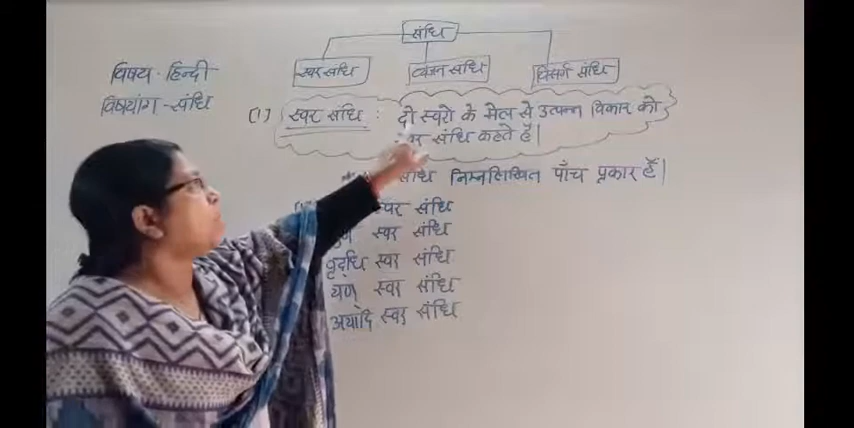 संधि
स्वर संधि व्यंजन संधि विसर्ग संधि
विषय - हिन्दी
विषयांग - संधि
(1) स्वर संधि : दो स्वरो के मेल से उत्पन्न विकार को
संधि कहते हैं|
संधि निम्नलिखित पाँच प्रकार हैं|
स्वर संधि
स्वर संधि
वृद्धि स्वर संधि
यण् स्वर संधि
अयादि स्वर संधि